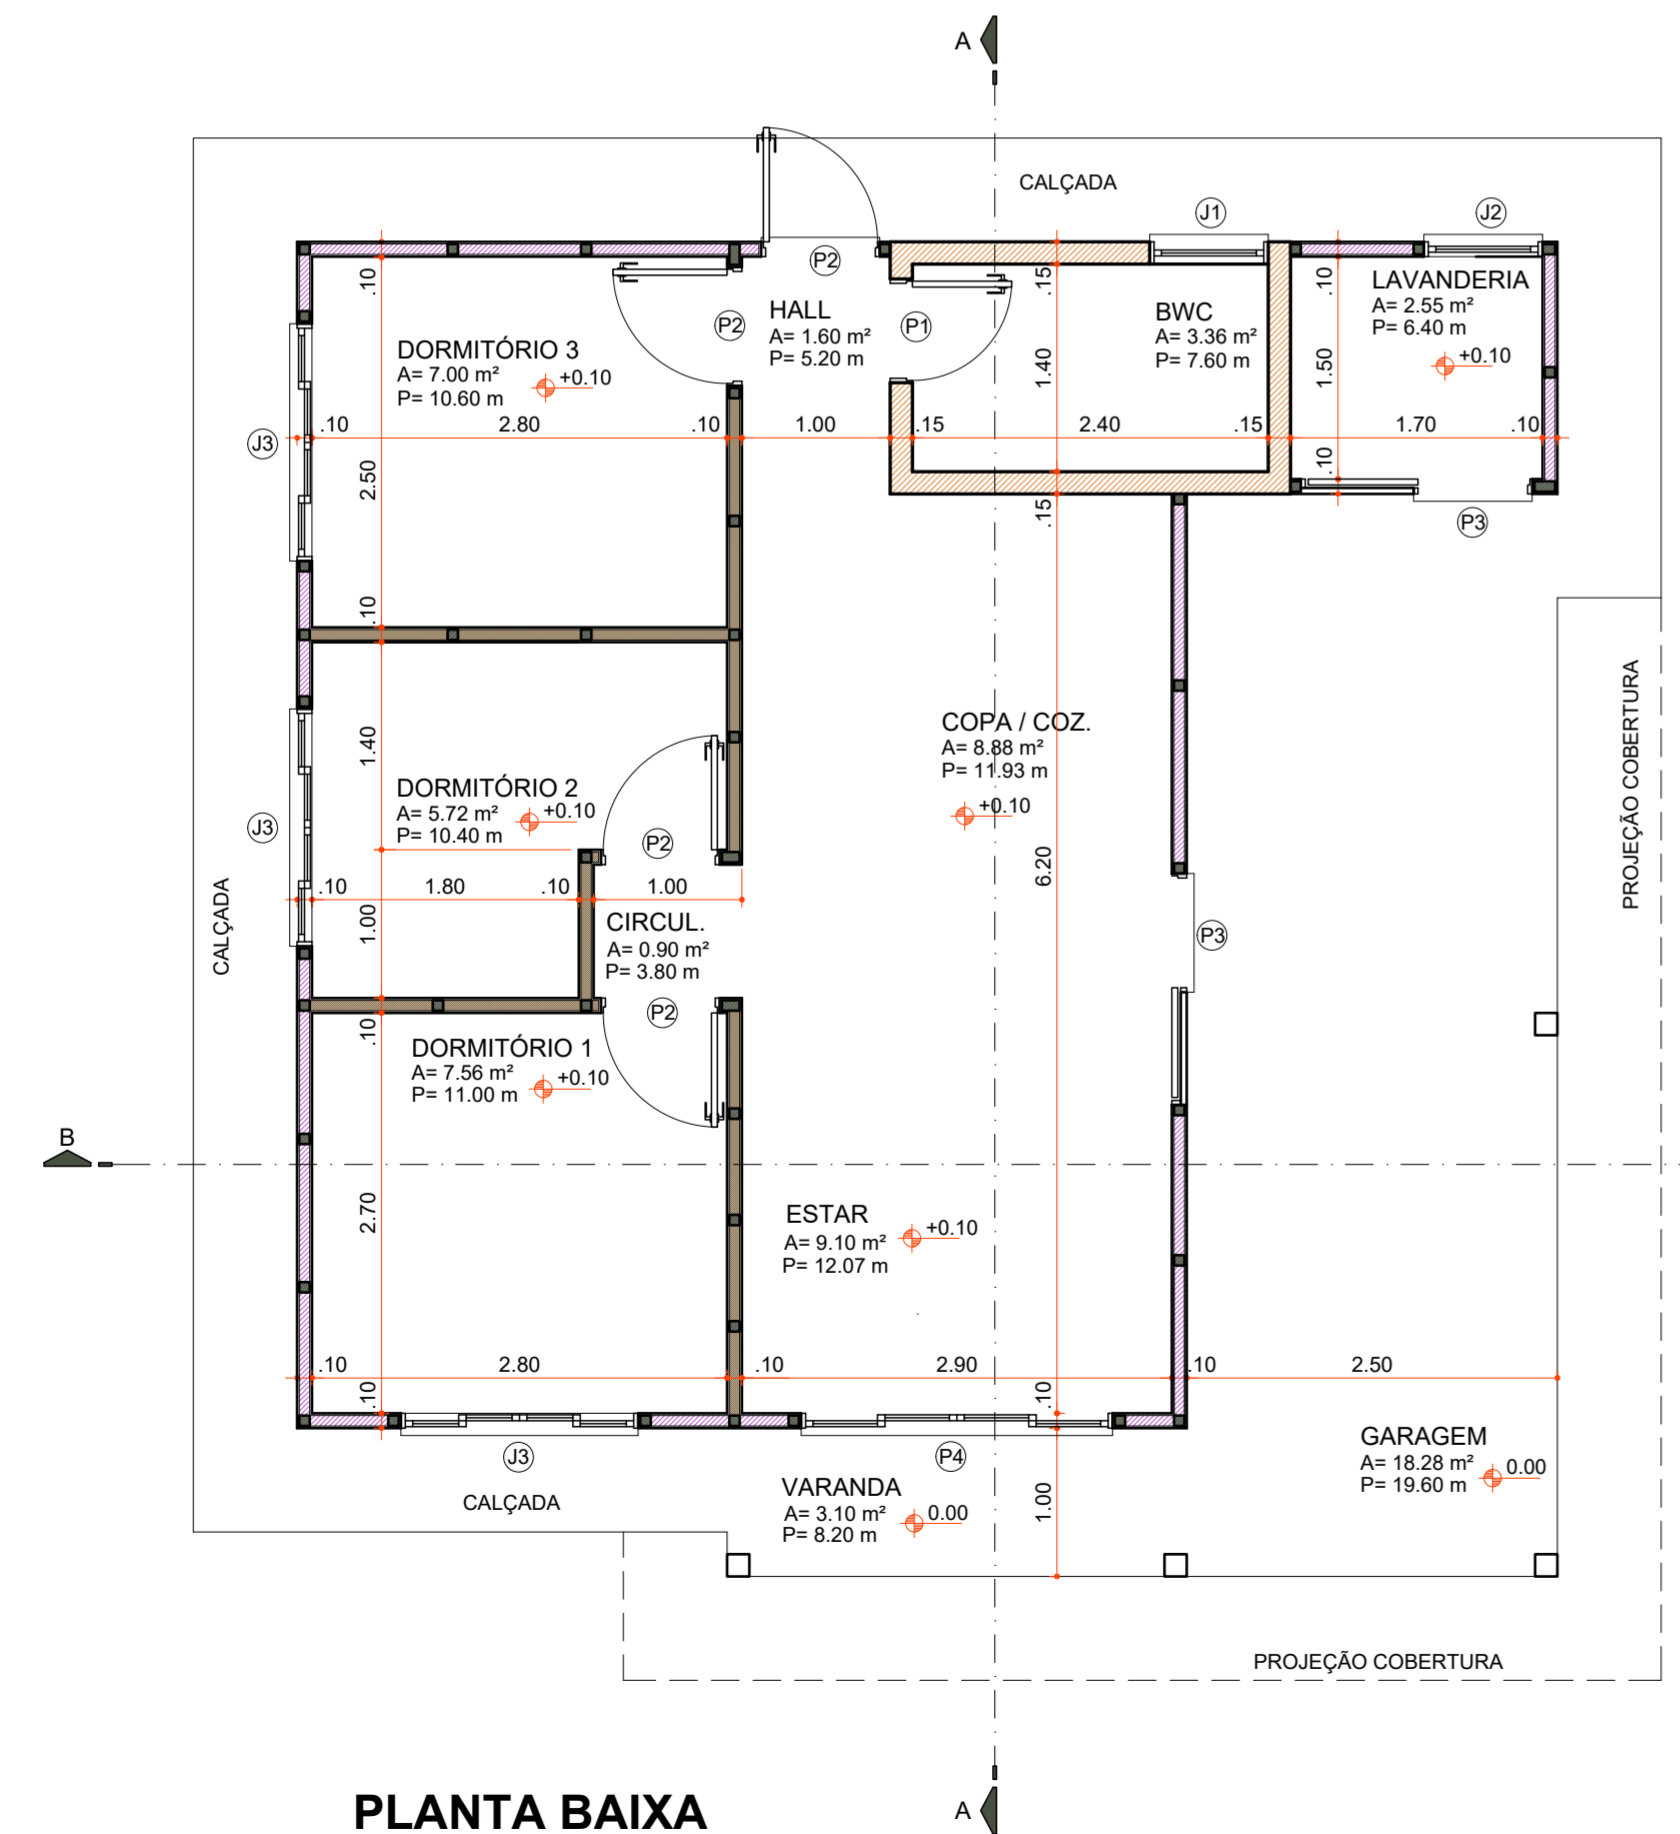 A
CALÇADA
J1
J2
P2
.10
.15
.10
LAVANDERIA
A= 2.55 m²
P= 6.40 m
+0.10
HALL
A= 1.60 m²
P= 5.20 m
P2
P1
BWC
A= 3.36 m²
P= 7.60 m
DORMITÓRIO 3
A= 7.00 m²
P= 10.60 m
+0.10
1.40
1.50
J3
.10
2.80
.10
1.00
.15
2.40
.15
1.70
.10
2.50
.10
.15
P3
.10
PROJEÇÃO COBERTURA
COPA / COZ.
A= 8.88 m²
P= 11.93 m
+0.10
1.40
DORMITÓRIO 2
A= 5.72 m²
P= 10.40 m
+0.10
J3
P2
6.20
.10
1.80
.10
1.00
CALÇADA
1.00
CIRCUL.
A= 0.90 m²
P= 3.80 m
P3
P2
.10
DORMITÓRIO 1
A= 7.56 m²
P= 11.00 m
+0.10
B
2.70
ESTAR
A= 9.10 m²
P= 12.07 m
+0.10
.10
2.80
.10
2.90
.10
2.50
.10
.10
J3
P4
GARAGEM
A= 18.28 m²
P= 19.60 m
0.00
CALÇADA
VARANDA
A= 3.10 m²
P= 8.20 m
0.00
1.00
PROJEÇÃO COBERTURA
PLANTA BAIXA
A